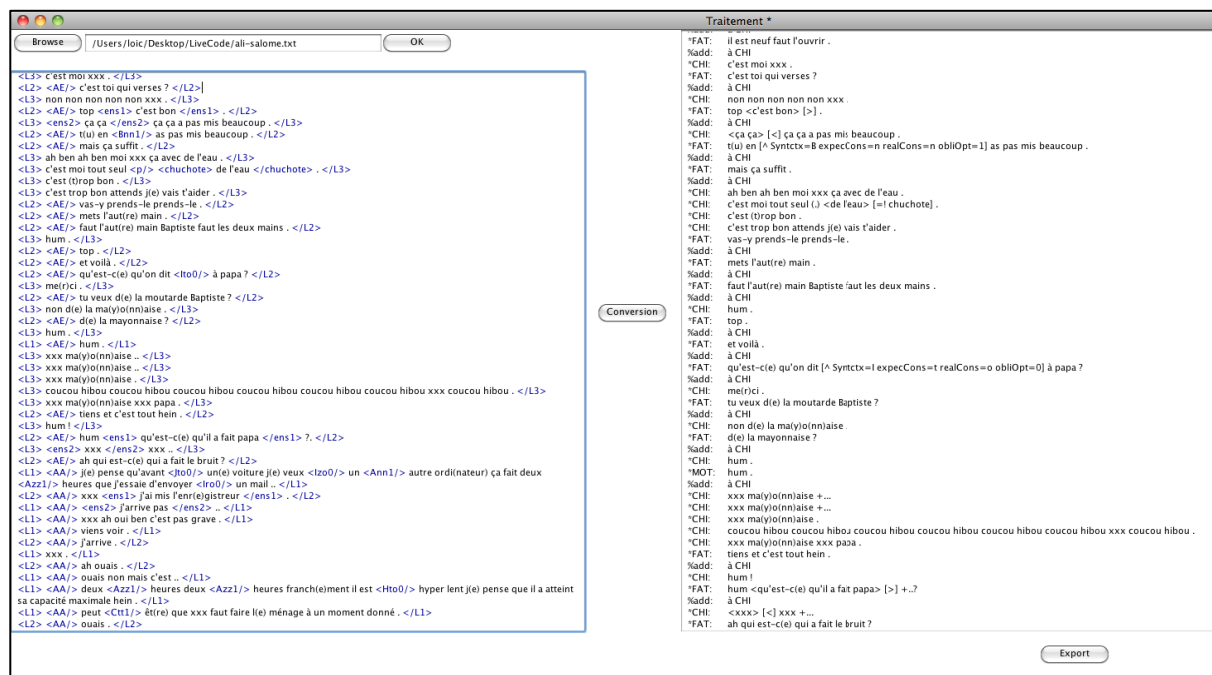 Traitement *
Browse
/Users/loic/Desktop/LiveCode/ali-salome.txt
OK
<L3> c'est moi xxx . </L3>
<L2> <AE/> c'est toi qui verses ? </L2>
<L3> non non non non non xxx . </L3>
<L2> <AE/> top <ens1> c'est bon </ens1> . </L2>
<L3> <ens2> ça ça </ens2> ça ça a pas mis beaucoup . </L3>
<L2> <AE/> t(u) en <Bnn1/> as pas mis beaucoup . </L2>
<L2> <AE/> mais ça suffit . </L2>
<L3> ah ben ah ben moi xxx ça avec de l'eau . </L3>
<L3> c'est moi tout seul <p/> <chuchote> de l'eau </chuchote> . </L3>
<L3> c'est (t)rop bon . </L3>
<L3> c'est trop bon attends j(e) vais t'aider . </L3>
<L2> <AE/> vas-y prends-le prends-le . </L2>
<L2> <AE/> mets l'aut(re) main . </L2>
<L2> <AE/> faut l'aut(re) main Baptiste faut les deux mains . </L2>
<L3> hum . </L3>
<L2> <AE/> top . </L2>
<L2> <AE/> et voilà . </L2>
<L2> <AE/> qu'est-c(e) qu'on dit <Ito0/> à papa ? </L2>
<L3> me(r)ci . </L3>
<L2> <AE/> tu veux d(e) la moutarde Baptiste ? </L2>
<L3> non d(e) la ma(y)o(nn)aise . </L3>
<L2> <AE/> d(e) la mayonnaise ? </L2>
<L3> hum . </L3>
<L1> <AE/> hum . </L1>
<L3> xxx ma(y)o(nn)aise .. </L3>
<L3> xxx ma(y)o(nn)aise .. </L3>
<L3> xxx ma(y)o(nn)aise . </L3>
<L3> coucou hibou coucou hibou coucou hibou coucou hibou coucou hibou coucou hibou coucou hibou xxx coucou hibou . </L3>
<L3> xxx ma(y)o(nn)aise xxx papa . </L3>
<L2> <AE/> tiens et c'est tout hein . </L2>
<L3> hum ! </L3>
<L2> <AE/> hum <ens1> qu'est-c(e) qu'il a fait papa </ens1> ?. </L2>
<L3> <ens2> xxx </ens2> xxx .. </L3>
<L2> <AE/> ah qui est-c(e) qui a fait le bruit ? </L2>
<L1> <AA/> j(e) pense qu'avant <Jto0/> un(e) voiture j(e) veux <Izo0/> un <Ann1/> autre ordi(nateur) ça fait deux
<Azz1/> heures que j'essaie d'envoyer <Iro0/> un mail .. </L1>
<L2> <AA/> xxx <ens1> j'ai mis l'enr(e)gistreur </ens1> . </L2>
<L1> <AA/> <ens2> j'arrive pas </ens2> .. </L1>
<L1> <AA/> xxx ah oui ben c'est pas grave . </L1>
<L1> <AA/> viens voir . </L1>
<L2> <AA/> j'arrive . </L2>
<L1> xxx . </L1>
<L2> <AA/> ah ouais . </L2>
<L1> <AA/> ouais non mais c'est .. </L1>
<L1> <AA/> deux <Azz1/> heures deux <Azz1/> heures franch(e)ment il est <Hto0/> hyper lent j(e) pense que il a atteint
sa capacité maximale hein . </L1>
<L1> <AA/> peut <Ctt1/> êt(re) que xxx faut faire l(e) ménage à un moment donné . </L1>
<L2> <AA/> ouais . </L2>
Conversion
*FAT: il est neuf faut l'ouvrir .
%add: à CHI
*CHI: c'est moi xxx .
*FAT: c'est toi qui verses ?
%add: à CHI
*CHI: non non non non non xxx .
*FAT: top <c'est bon> [>] .
%add: à CHI
*CHI: <ça ça> [<] ça ça a pas mis beaucoup .
*FAT: t(u) en [^ Syntctx=B expecCons=n realCons=n obliOpt=1] as pas mis beaucoup .
%add: à CHI
*FAT: mais ça suffit .
%add: à CHI
*CHI: ah ben ah ben moi xxx ça avec de l'eau .
*CHI: c'est moi tout seul (.) <de l'eau> [=! chuchote] .
*CHI: c'est (t)rop bon .
*CHI: c'est trop bon attends j(e) vais t'aider .
*FAT: vas-y prends-le prends-le .
%add: à CHI
*FAT: mets l'aut(re) main .
%add: à CHI
*FAT: faut l'aut(re) main Baptiste faut les deux mains .
%add: à CHI
*CHI: hum .
*FAT: top .
%add: à CHI
*FAT: et voilà .
%add: à CHI
*FAT: qu'est-c(e) qu'on dit [^ Syntctx=I expecCons=t realCons=o obliOpt=0] à papa ?
%add: à CHI
*CHI: me(r)ci .
*FAT: tu veux d(e) la moutarde Baptiste ?
%add: à CHI
*CHI: non d(e) la ma(y)o(nn)aise
*FAT: d(e) la mayonnaise ?
%add: à CHI
*CHI: hum .
*MOT: hum .
%add: à CHI
*CHI: xxx ma(y)o(nn)aise +...
*CHI: xxx ma(y)o(nn)aise +...
*CHI: xxx ma(y)o(nn)aise .
*CHI: coucou hibou coucou hibou coucou hibou coucou hibou coucou hibou coucou hibou coucou hibou xxx coucou hibou .
*CHI: xxx ma(y)o(nn)aise xxx papa .
*FAT: tiens et c'est tout hein .
%add: à CHI
*CHI: hum !
*FAT: hum <qu'est-c(e) qu'il a fait papa> [>] +..?
%add: à CHI
*CHI: <xxx> [<] xxx +...
*FAT: ah qui est-c(e) qui a fait le bruit ?
Export